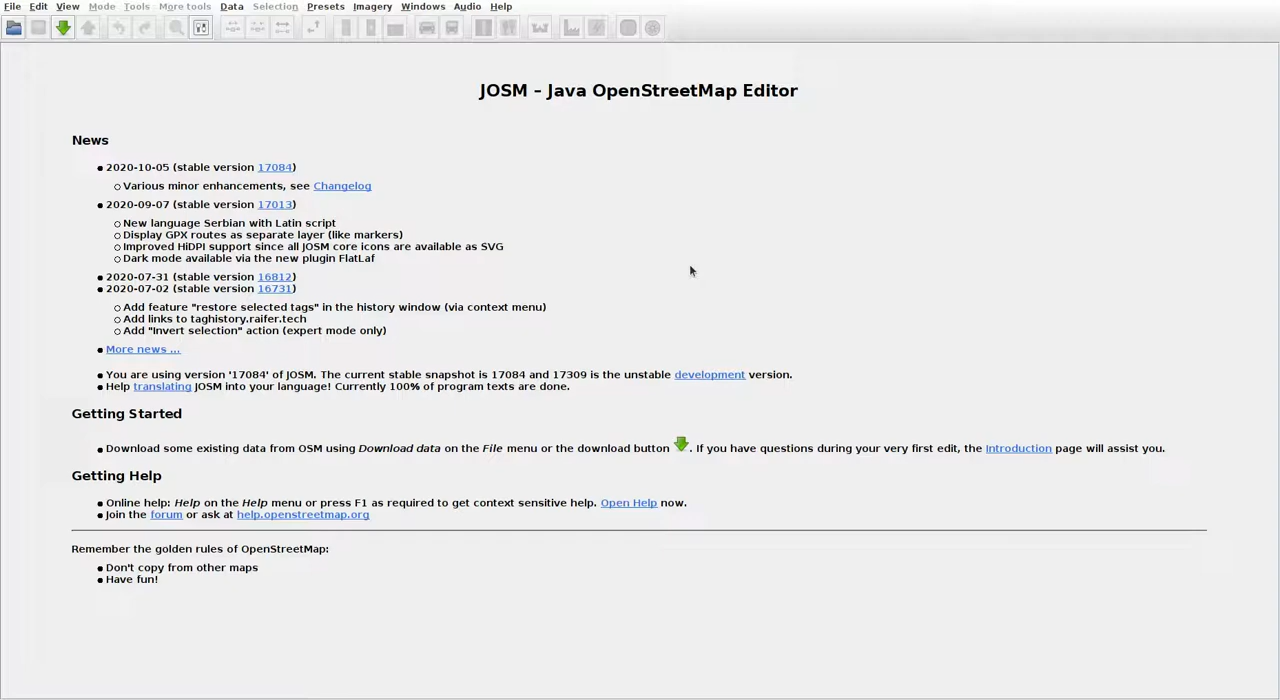 File Edit View Mode Tools More tools Data Selection Presets Imagery Windows Audio Help
JOSM – Java OpenStreetMap Editor
News
2020-10-05 (stable version 17084)
Various minor enhancements, see Changelog
2020-09-07 (stable version 17013)
New language Serbian with Latin script
Display GPX routes as separate layer (like markers)
Improved HiDPI support since all JOSM core icons are available as SVG
Dark mode available via the new plugin FlatLaf
2020-07-31 (stable version 16812)
2020-07-02 (stable version 16731)
Add feature "restore selected tags" in the history window (via context menu)
Add links to taghistory.raifer.tech
Add "Invert selection" action (expert mode only)
More news ...
You are using version '17084' of JOSM. The current stable snapshot is 17084 and 17309 is the unstable development version.
Help translating JOSM into your language! Currently 100% of program texts are done.
Getting Started
Download some existing data from OSM using Download data on the File menu or the download button . If you have questions during your very first edit, the Introduction page will assist you.
Getting Help
Online help: Help on the Help menu or press F1 as required to get context sensitive help. Open Help now.
Join the forum or ask at help.openstreetmap.org
Remember the golden rules of OpenStreetMap:
Don't copy from other maps
Have fun!